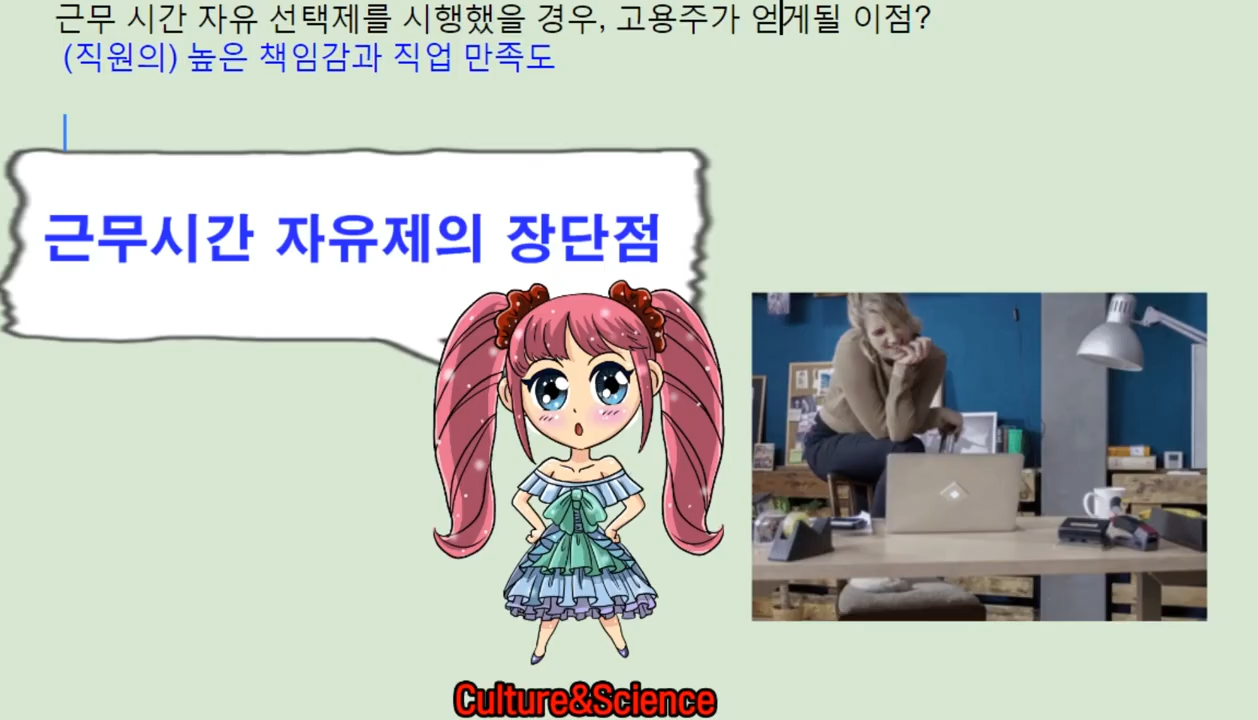 근무 시간 자유 선택제를 시행했을 경우, 고용주가 얻게될 이점?
(직원의) 높은 책임감과 직업 만족도
근무시간 자유제의 장단점
Culture&Science